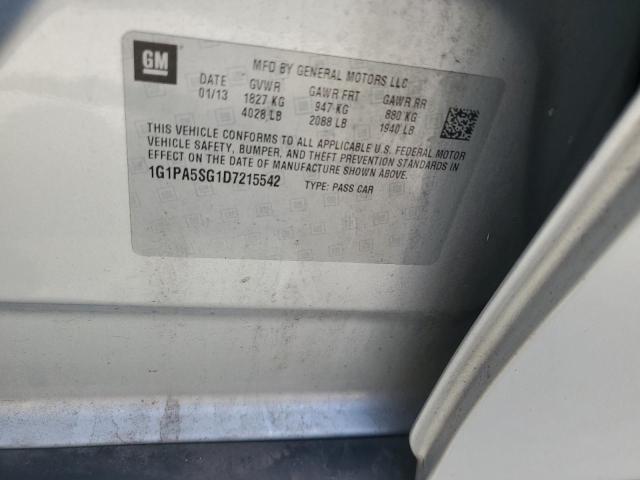 GM
MFD BY GENERAL MOTORS LLC
DATE GVWR GAWR FRT GAWR RR
01/13 1827 KG 947 KG 880 KG
4028 LB 2088 LB 1940 LB
THIS VEHICLE CONFORMS TO ALL APPLICABLE U.S. FEDERAL MOTOR
VEHICLE SAFETY, BUMPER, AND THEFT PREVENTION STANDARDS IN
EFFECT ON THE DATE OF MANUFACTURE SHOWN ABOVE.
1G1PA5SG1D7215542 TYPE: PASS CAR